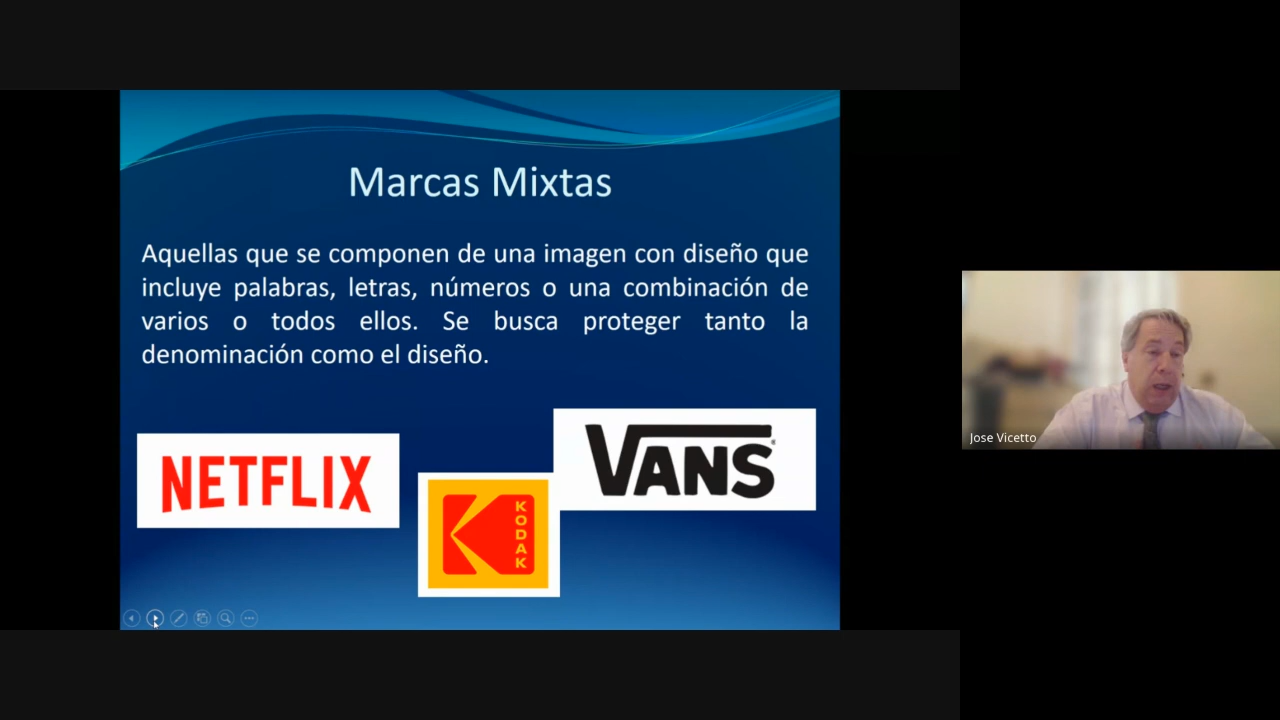 Marcas Mixtas
Aquellas que se componen de una imagen con diseño que
incluye palabras, letras, números o una combinación de
varios o todos ellos. Se busca proteger tanto la
denominación como el diseño.
NETFLIX
KODAK
VANS®
Jose Vicetto